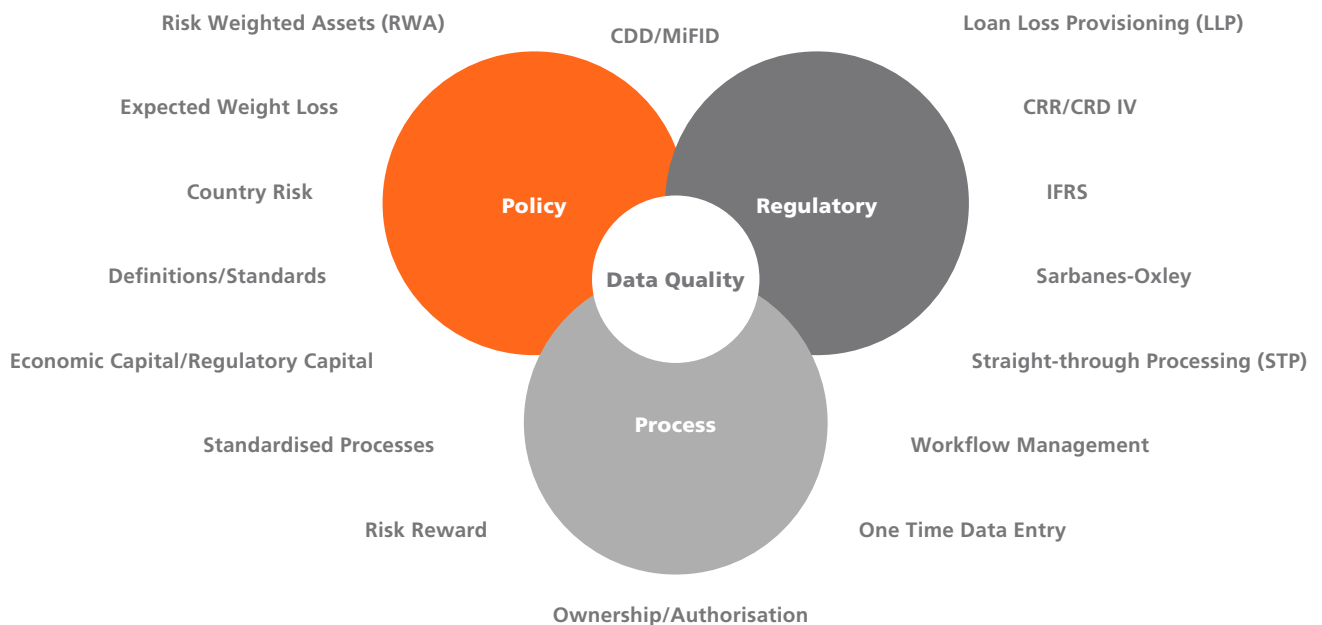 Risk Weighted Assets (RWA)
CDD/MiFID
Loan Loss Provisioning (LLP)
Expected Weight Loss
CRR/CRD IV
Country Risk
Policy
Regulatory
IFRS
Definitions/Standards
Data Quality
Sarbanes-Oxley
Economic Capital/Regulatory Capital
Straight-through Processing (STP)
Process
Standardised Processes
Workflow Management
Risk Reward
One Time Data Entry
Ownership/Authorisation